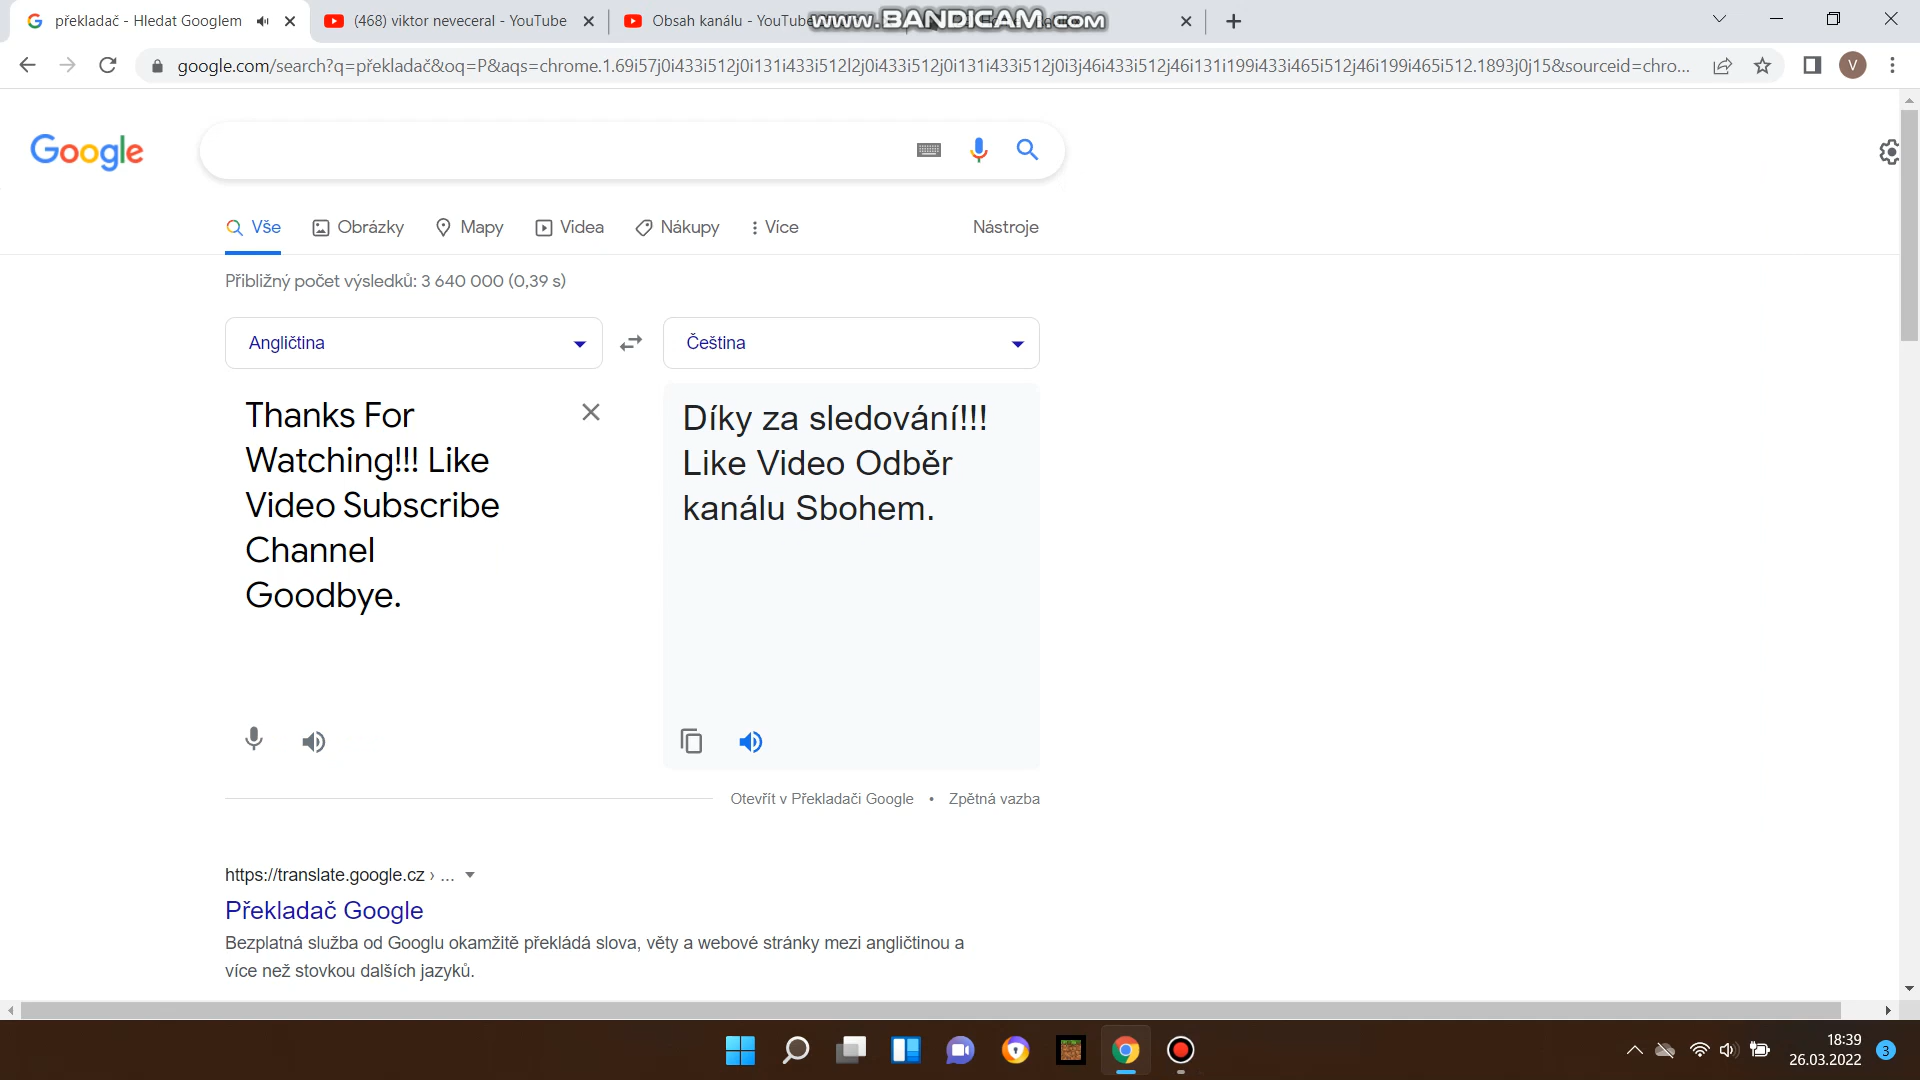 překladač - Hledat Googlem
(468) viktor neveceral - YouTube
Obsah kanálu - YouTube
www.BANDICAM.com
google.com/search?q=překladač&oq=P&aqs=chrome.1.69i57j0i433i512j0i131i433i512l2j0i433i512j0i131i433i512j0i3j46i433i512j46i131i199i433i465i512j46i199i465i512.1893j0j15&sourceid=chro...
V
Google
Vše
Obrázky
Mapy
Videa
Nákupy
Více
Nástroje
Přibližný počet výsledků: 3 640 000 (0,39 s)
Angličtina
Čeština
Thanks For
Watching!!! Like
Video Subscribe
Channel
Goodbye.
Díky za sledování!!!
Like Video Odběr
kanálu Sbohem.
Otevřít v Překladači Google • Zpětná vazba
https://translate.google.cz › ...
Překladač Google
Bezplatná služba od Googlu okamžitě překládá slova, věty a webové stránky mezi angličtinou a
více než stovkou dalších jazyků.
18:39
26.03.2022
3